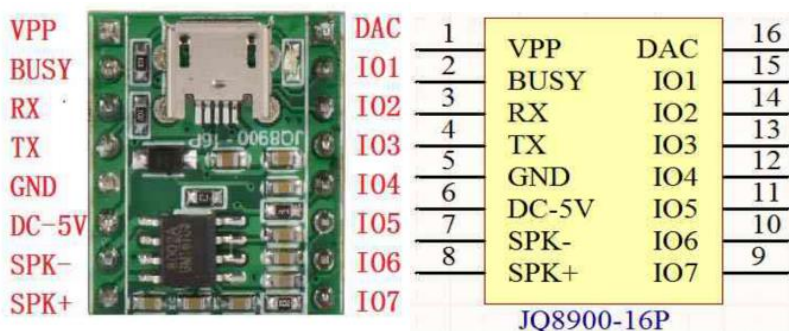 VPP
BUSY
RX
TX
GND
DC-5V
SPK-
SPK+
JQ8900-16P
DAC
IO1
IO2
IO3
IO4
IO5
IO6
IO7
1 VPP DAC 16
2 BUSY IO1 15
3 RX IO2 14
4 TX IO3 13
5 GND IO4 12
6 DC-5V IO5 11
7 SPK- IO6 10
8 SPK+ IO7 9
JQ8900-16P